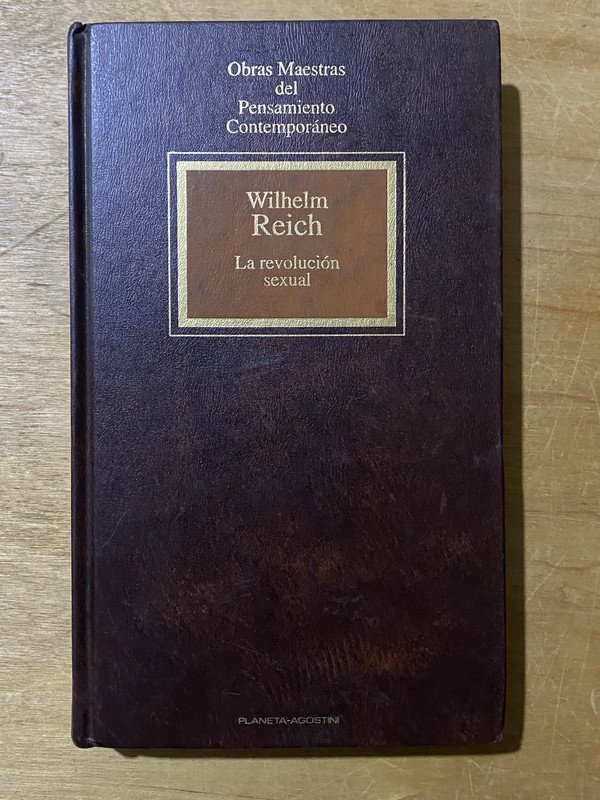 Obras Maestras
del
Pensamiento
Contemporáneo
Wilhelm
Reich
La revolución
sexual
PLANETA-AGOSTINI